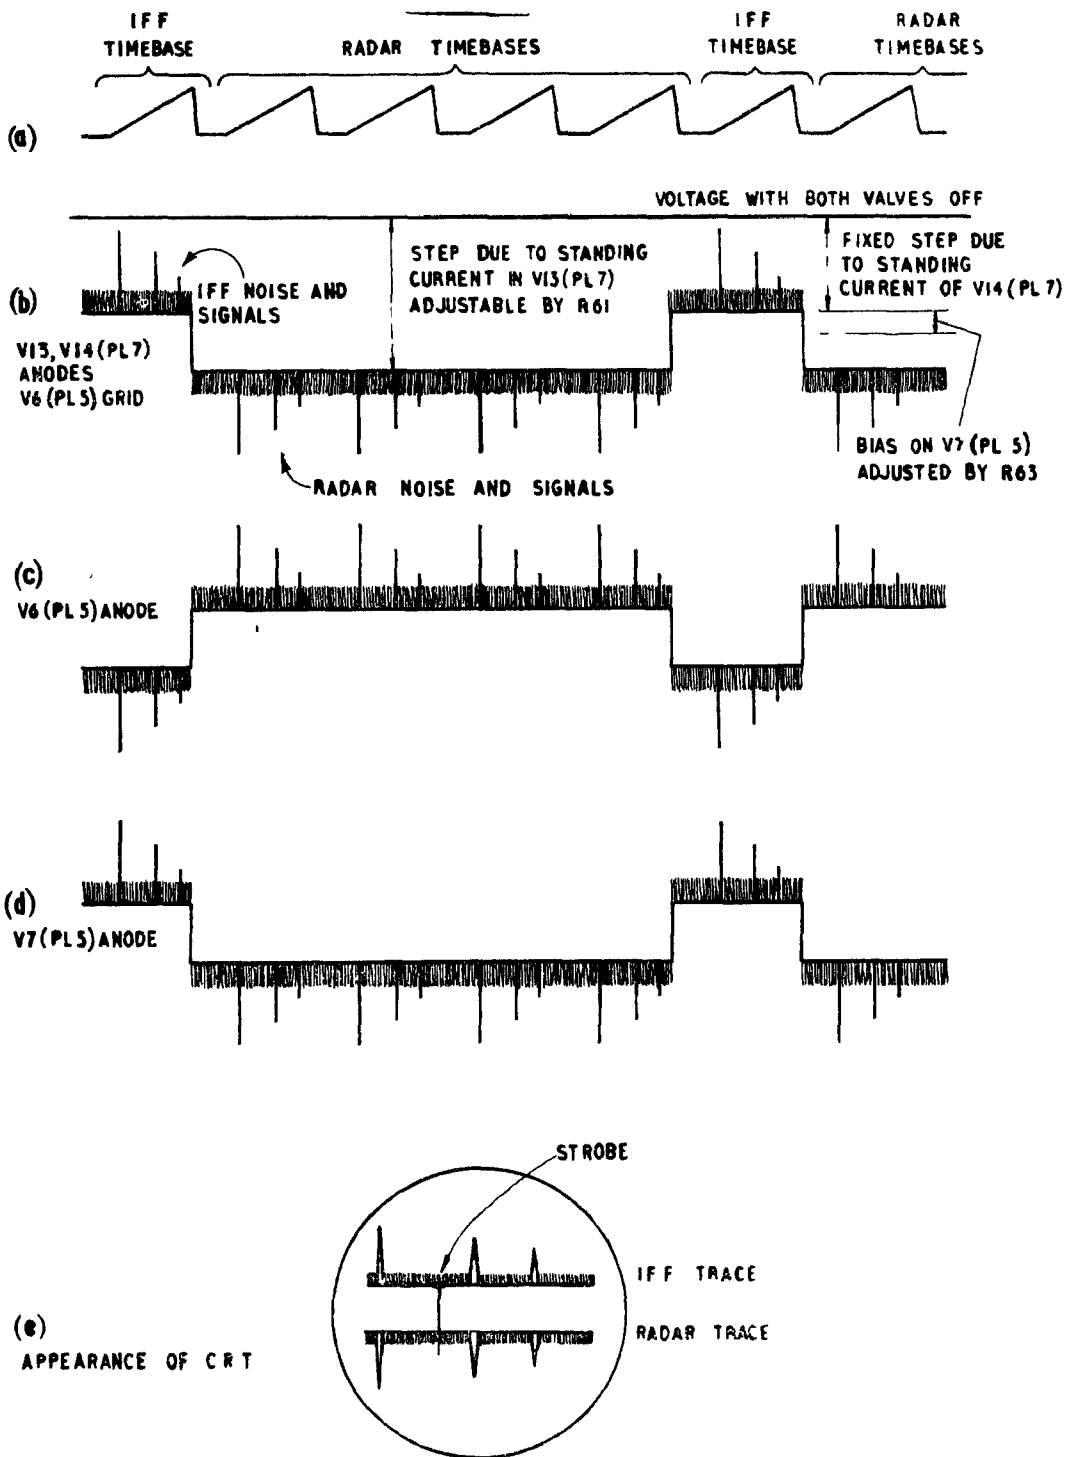 IFF
TIMEBASE
RADAR TIMEBASES
IFF
TIMEBASE
RADAR
TIMEBASES
(a)
VOLTAGE WITH BOTH VALVES OFF
(b)
IFF NOISE AND
SIGNALS
STEP DUE TO STANDING
CURRENT IN V13(PL7)
ADJUSTABLE BY R61
FIXED STEP DUE
TO STANDING
CURRENT OF V14(PL7)
V13, V14(PL7)
ANODES
V6(PL5) GRID
RADAR NOISE AND SIGNALS
BIAS ON V7(PL 5)
ADJUSTED BY R63
(c)
V6(PL5) ANODE
(d)
V7(PL5) ANODE
STROBE
IFF TRACE
RADAR TRACE
(e)
APPEARANCE OF CRT